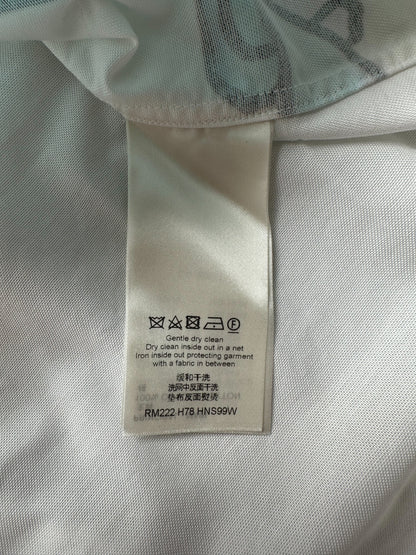 Gentle dry clean
Dry clean inside out in a net
Iron inside out protecting garment
with a fabric in between
缓和干洗
洗网中反面干洗
垫布反面熨烫
RM222 H78 HNS99W